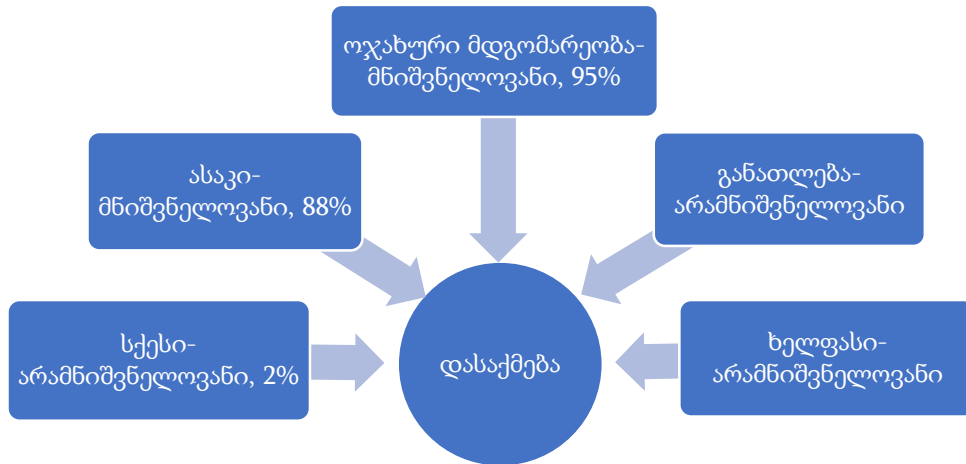 ოჯახური მდგომარეობა-
მნიშვნელოვანი, 95%
ასაკი-
მნიშვნელოვანი, 88%
განათლება-
არამნიშვნელოვანი
სქესი-
არამნიშვნელოვანი, 2%
დასაქმება
ხელფასი-
არამნიშვნელოვანი